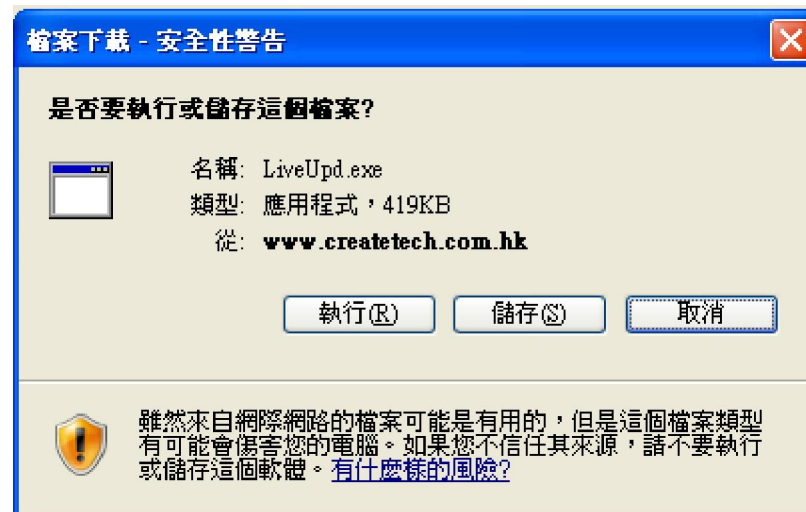 檔案下載 - 安全性警告
是否要執行或儲存這個檔案?
名稱: LiveUpd.exe
類型: 應用程式，419KB
從: www.createtech.com.hk
執行(R) 儲存(S) 取消
雖然來自網際網路的檔案可能是有用的，但是這個檔案類型
有可能會傷害您的電腦。如果您不信任其來源，請不要執行
或儲存這個軟體。有什麼樣的風險?